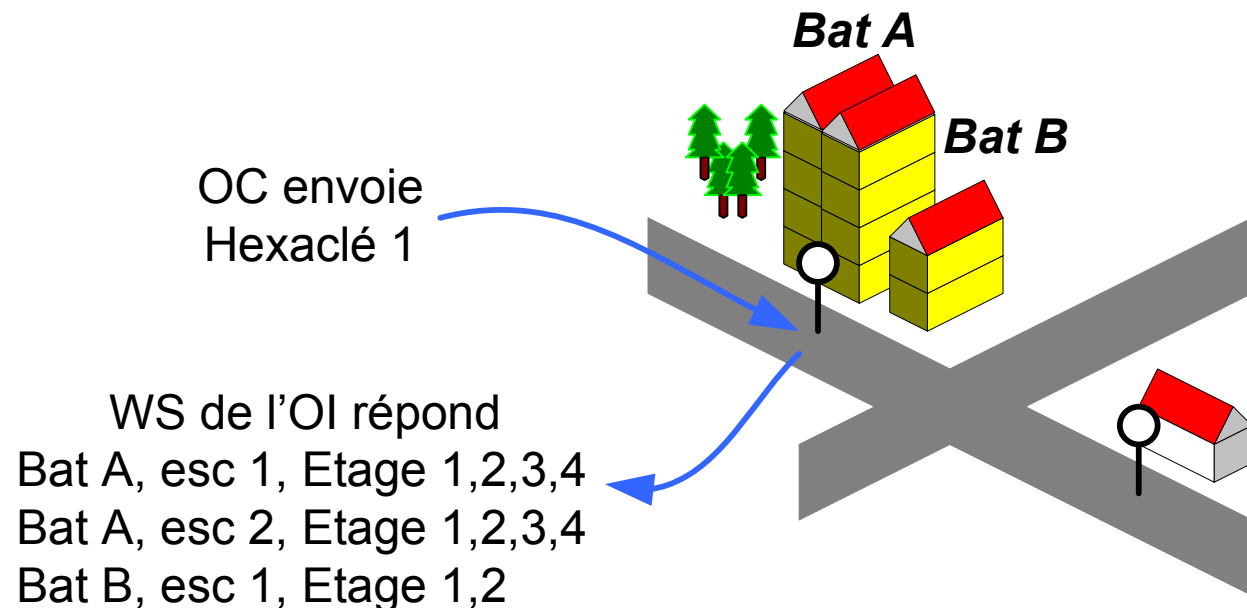 Bat A
Bat B
OC envoie
Hexaclé 1
WS de l'OI répond
Bat A, esc 1, Etage 1,2,3,4
Bat A, esc 2, Etage 1,2,3,4
Bat B, esc 1, Etage 1,2